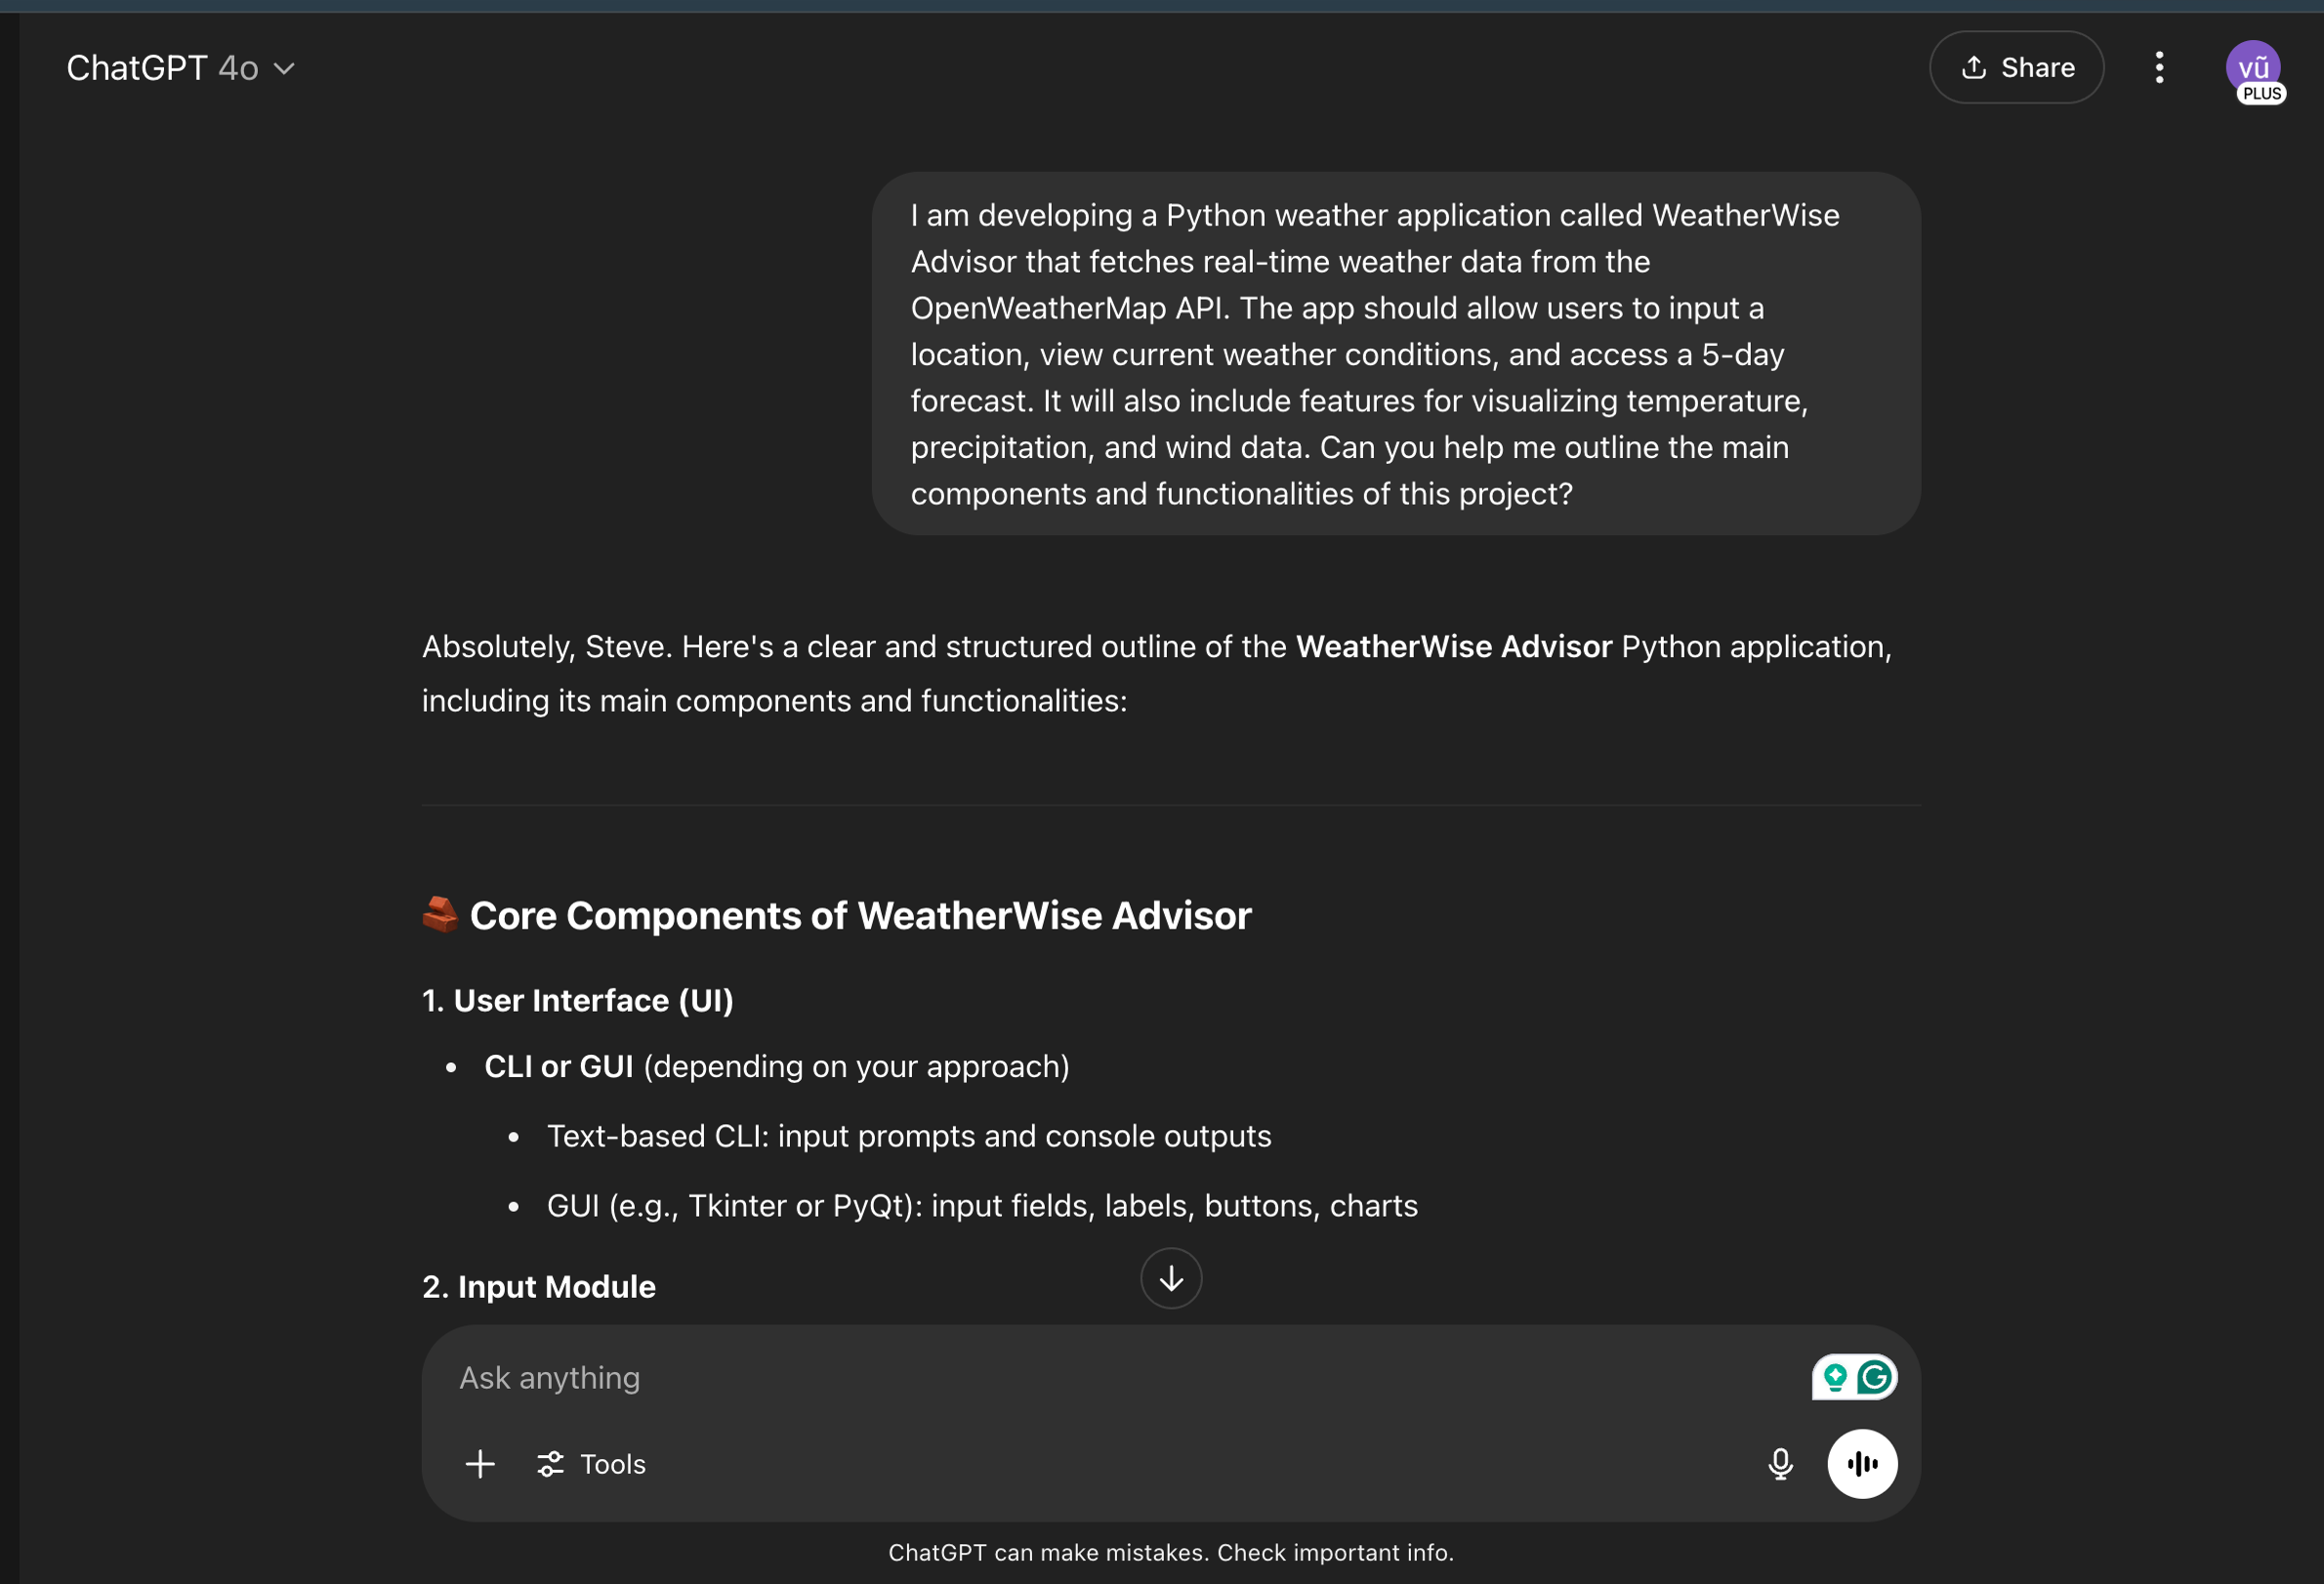 ChatGPT 4o
Share
vũ
PLUS
I am developing a Python weather application called WeatherWise
Advisor that fetches real-time weather data from the
OpenWeatherMap API. The app should allow users to input a
location, view current weather conditions, and access a 5-day
forecast. It will also include features for visualizing temperature,
precipitation, and wind data. Can you help me outline the main
components and functionalities of this project?
Absolutely, Steve. Here's a clear and structured outline of the WeatherWise Advisor Python application,
including its main components and functionalities:
Core Components of WeatherWise Advisor
1. User Interface (UI)
• CLI or GUI (depending on your approach)
• Text-based CLI: input prompts and console outputs
• GUI (e.g., Tkinter or PyQt): input fields, labels, buttons, charts
2. Input Module
Ask anything
Tools
ChatGPT can make mistakes. Check important info.